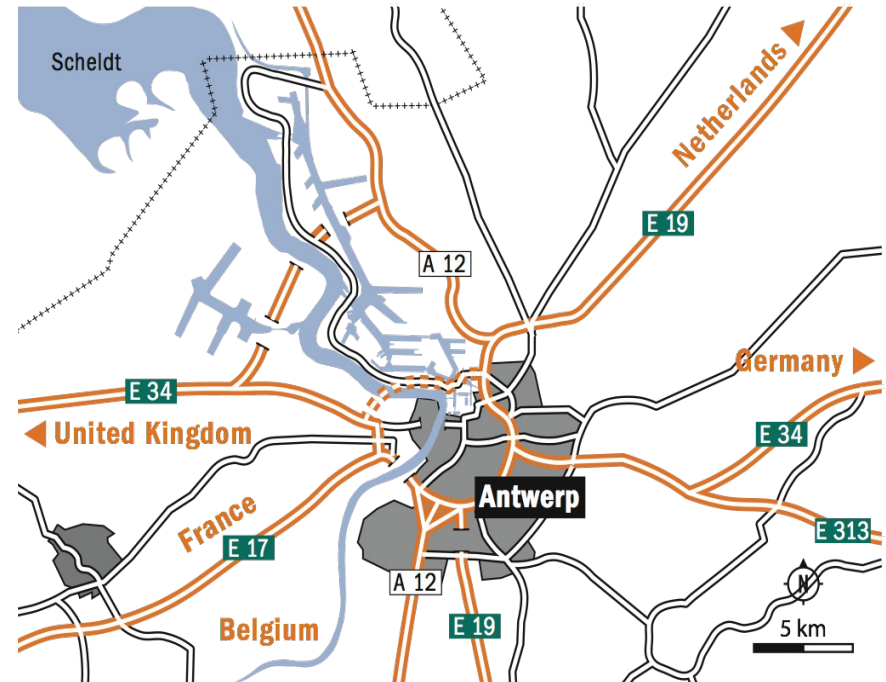 Scheldt
Netherlands
E 19
A 12
Germany
E 34
United Kingdom
E 34
Antwerp
France
E 17
E 313
A 12
N
Belgium
E 19
5 km